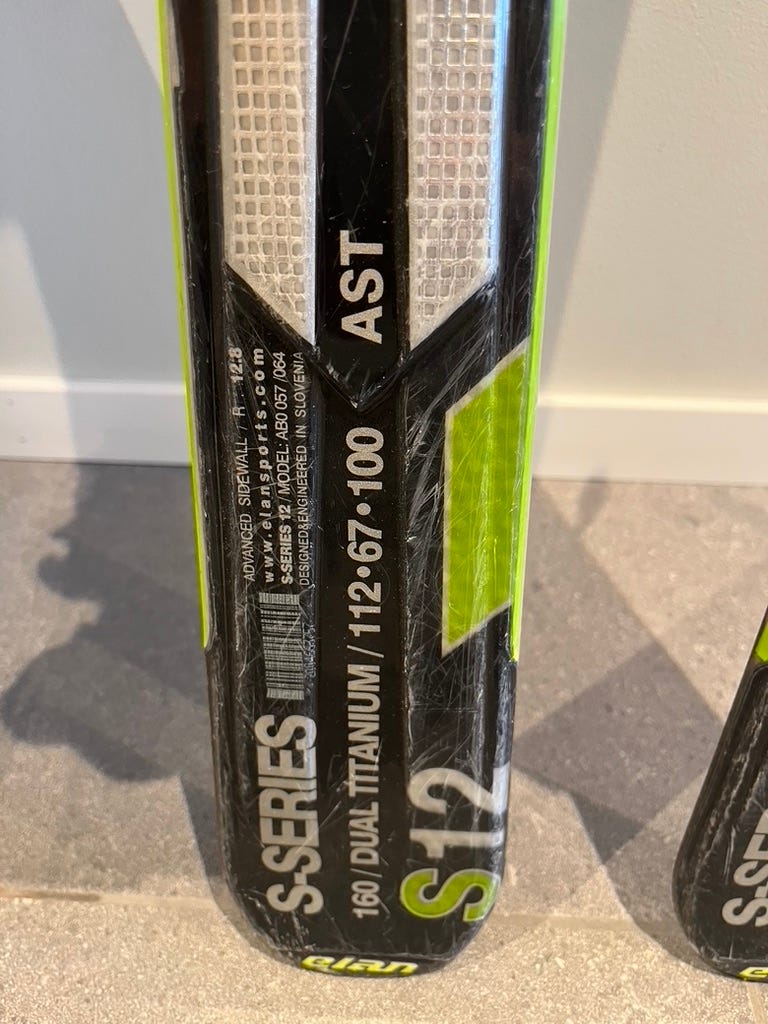 AST
ADVANCED SIDEWALL / R: 12.8
www.elansports.com
S-SERIES 12 / MODEL: AB0 057 /064
DESIGNED&ENGINEERED IN SLOVENIA
S-SERIES
160 / DUAL TITANIUM / 112•67•100
S12
elan